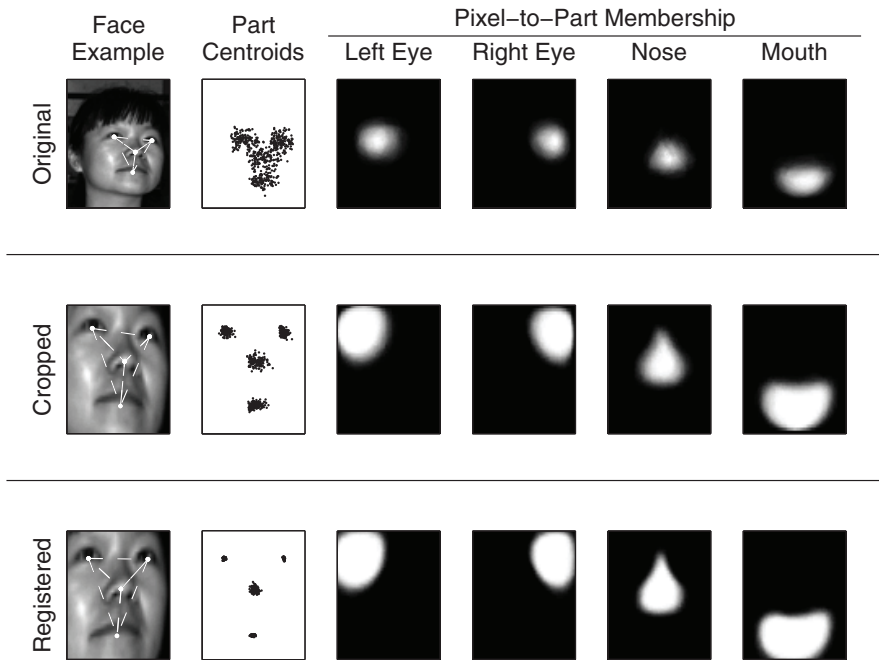 Pixel−to−Part Membership
Face Example
Part Centroids
Left Eye
Right Eye
Nose
Mouth
Original
Cropped
Registered